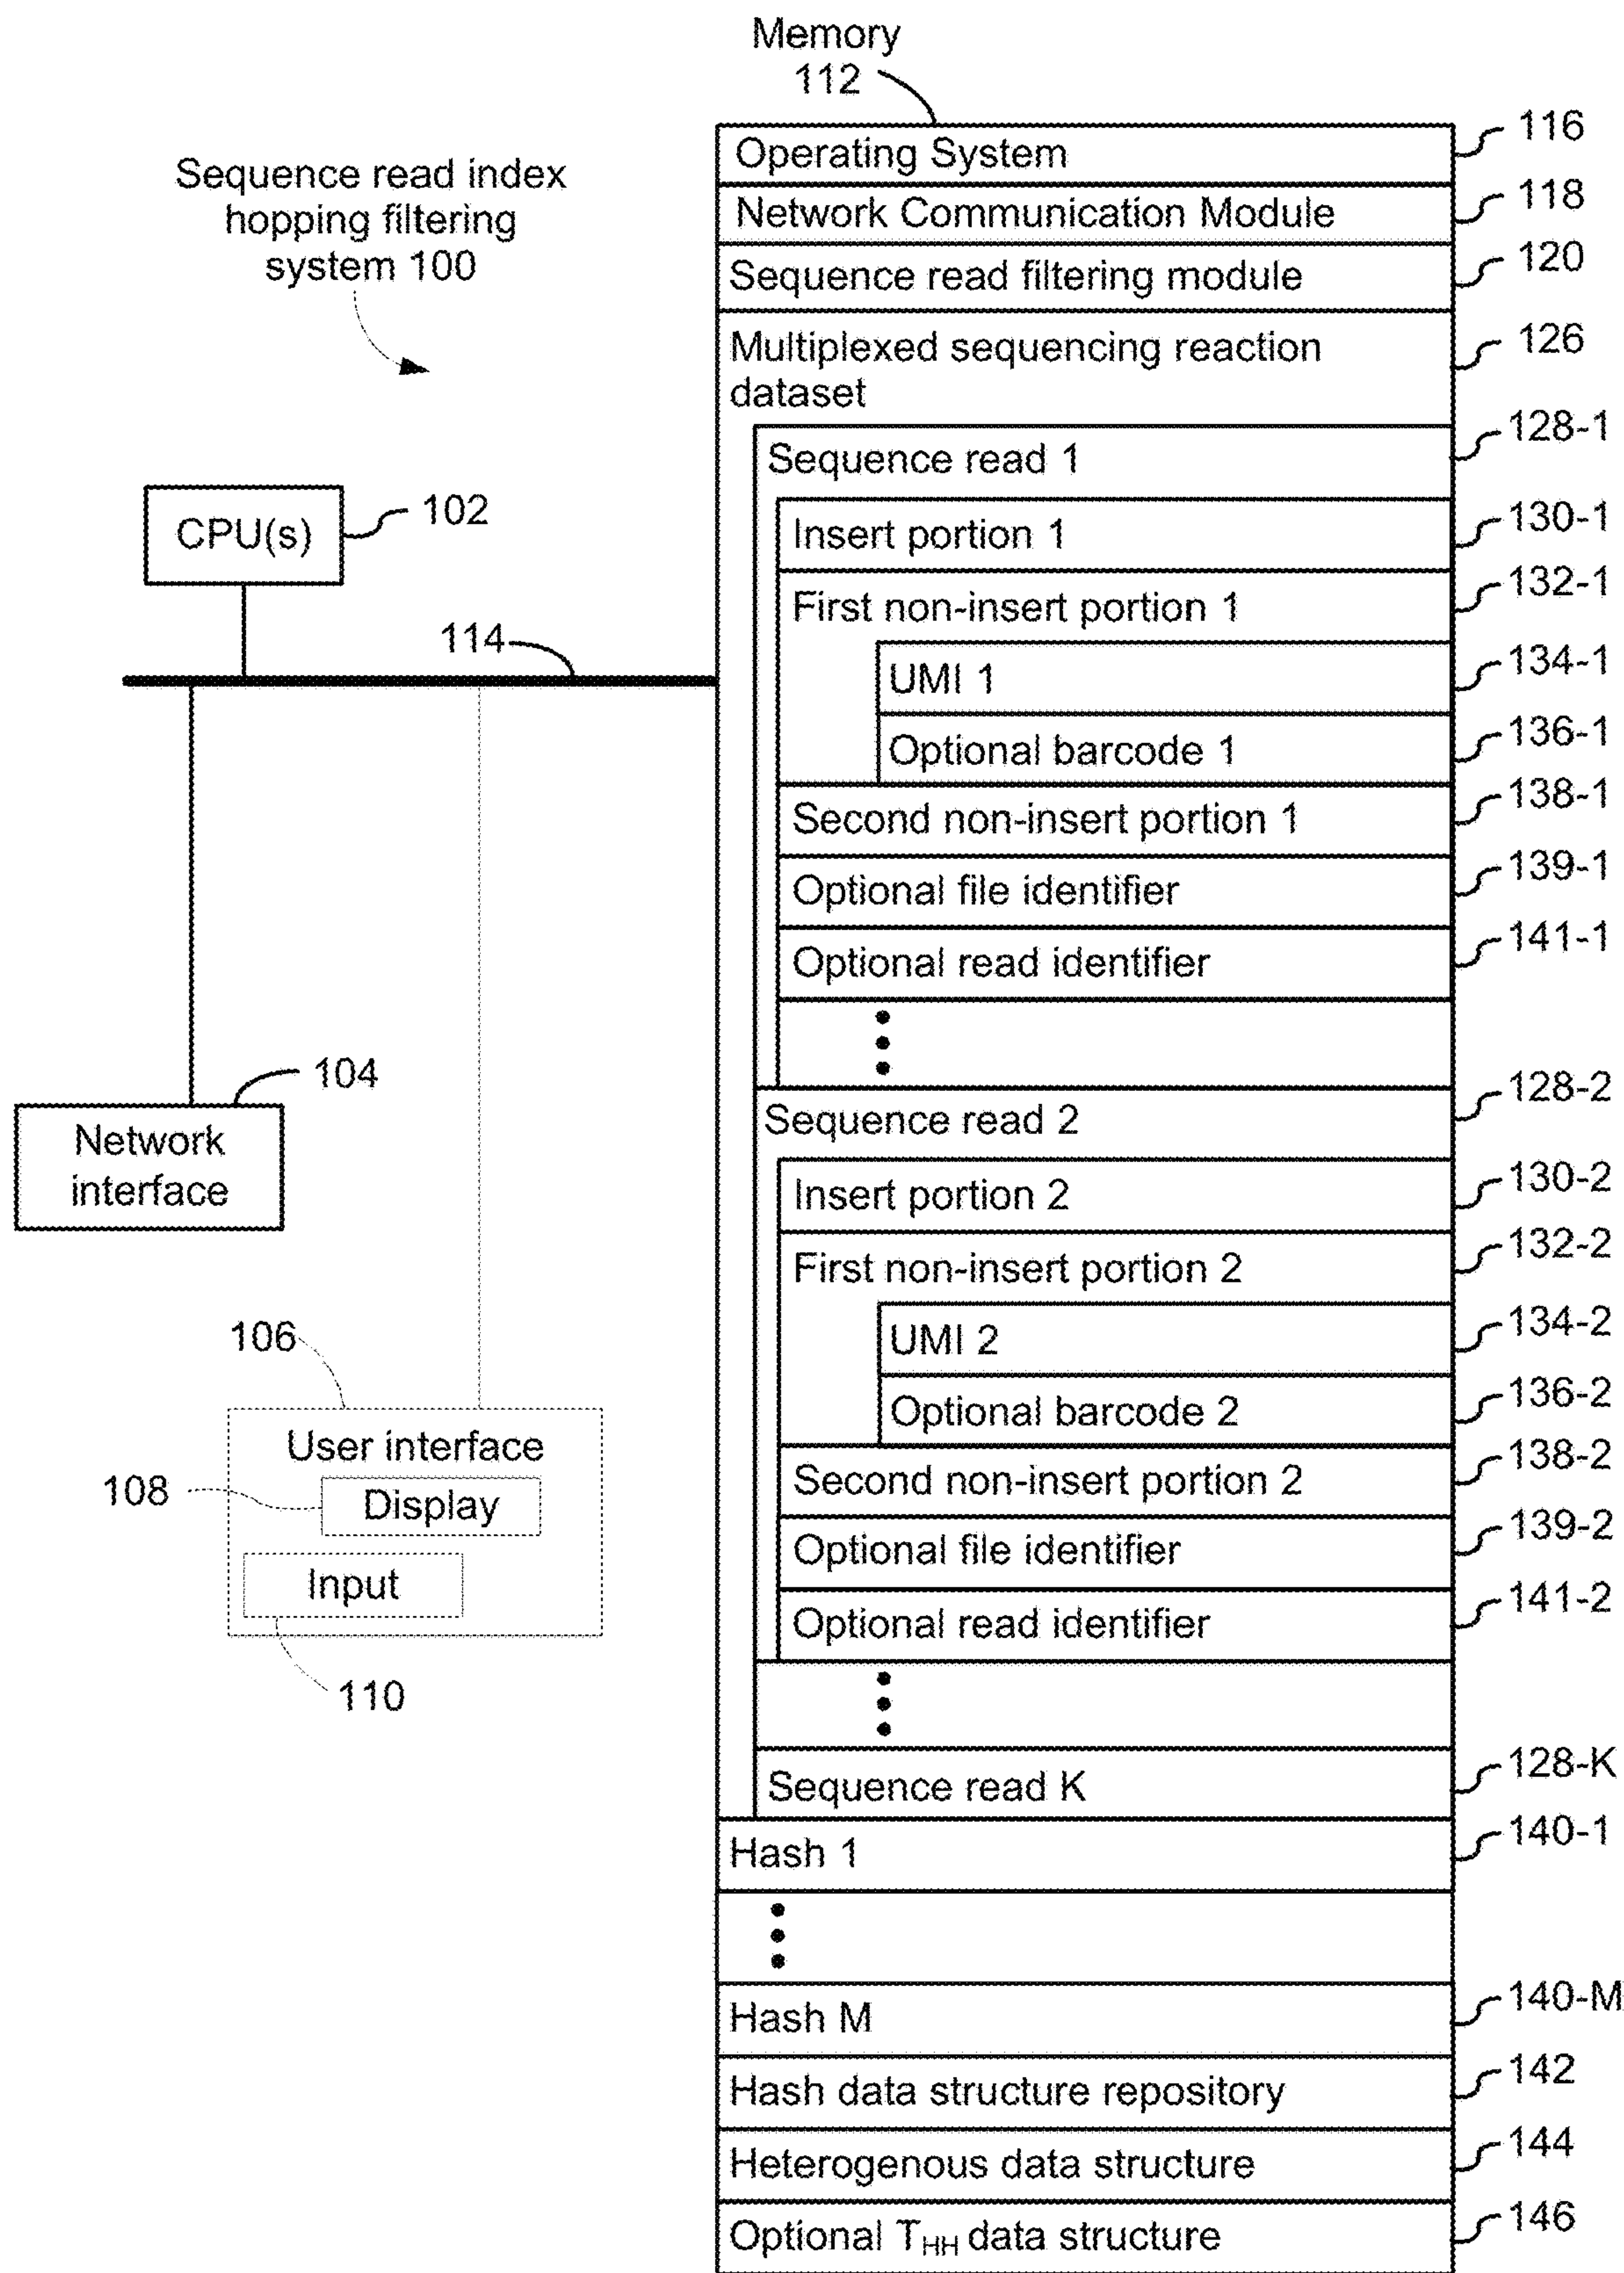 Memory
112
Sequence read index
hopping filtering
system 100
CPU(s)
102
114
104
Network
interface
106
User interface
108
Display
Input
110
Operating System
116
Network Communication Module
118
Sequence read filtering module
120
Multiplexed sequencing reaction
dataset
126
Sequence read 1
128-1
Insert portion 1
130-1
First non-insert portion 1
132-1
UMI 1
134-1
Optional barcode 1
136-1
Second non-insert portion 1
138-1
Optional file identifier
139-1
Optional read identifier
141-1
Sequence read 2
128-2
Insert portion 2
130-2
First non-insert portion 2
132-2
UMI 2
134-2
Optional barcode 2
136-2
Second non-insert portion 2
138-2
Optional file identifier
139-2
Optional read identifier
141-2
Sequence read K
128-K
Hash 1
140-1
Hash M
140-M
Hash data structure repository
142
Heterogenous data structure
144
Optional THH data structure
146